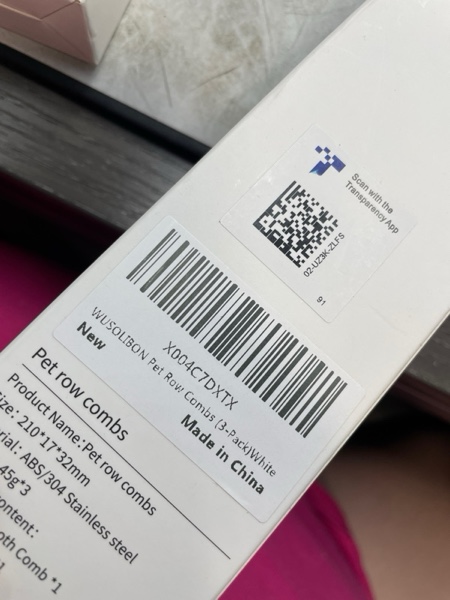 Scan with the
Transparency App
02-UZ3K-ZLFS
91
X004C7DXTX
WUSOLIBON Pet Row Combs (3-Pack)White
New
Made in China
Pet row combs
Product Name: Pet row combs
Size: 210*17*32mm
rial: ABS/304 Stainless steel
45g*3
ontent:
oth Comb *1